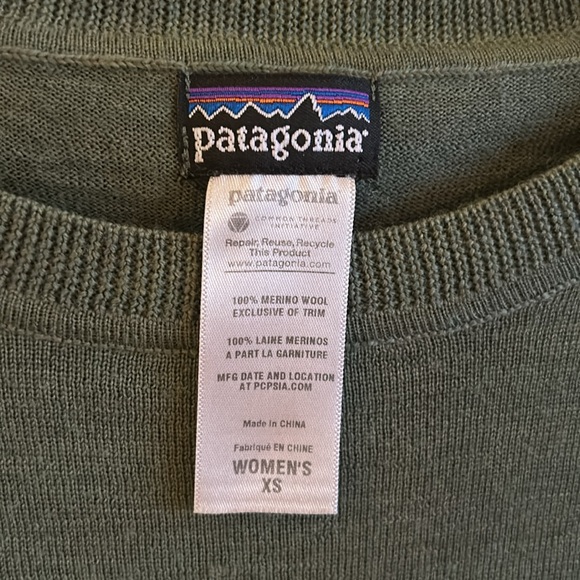 patagonia
patagonia
COMMON THREADS
INITIATIVE
Repair, Reuse, Recycle
This Product
www.patagonia.com
100% MERINO WOOL
EXCLUSIVE OF TRIM
100% LAINE MERINOS
A PART LA GARNITURE
MFG DATE AND LOCATION
AT PCPSIA.COM
Made in CHINA
Fabriqué EN CHINE
WOMEN'S
XS